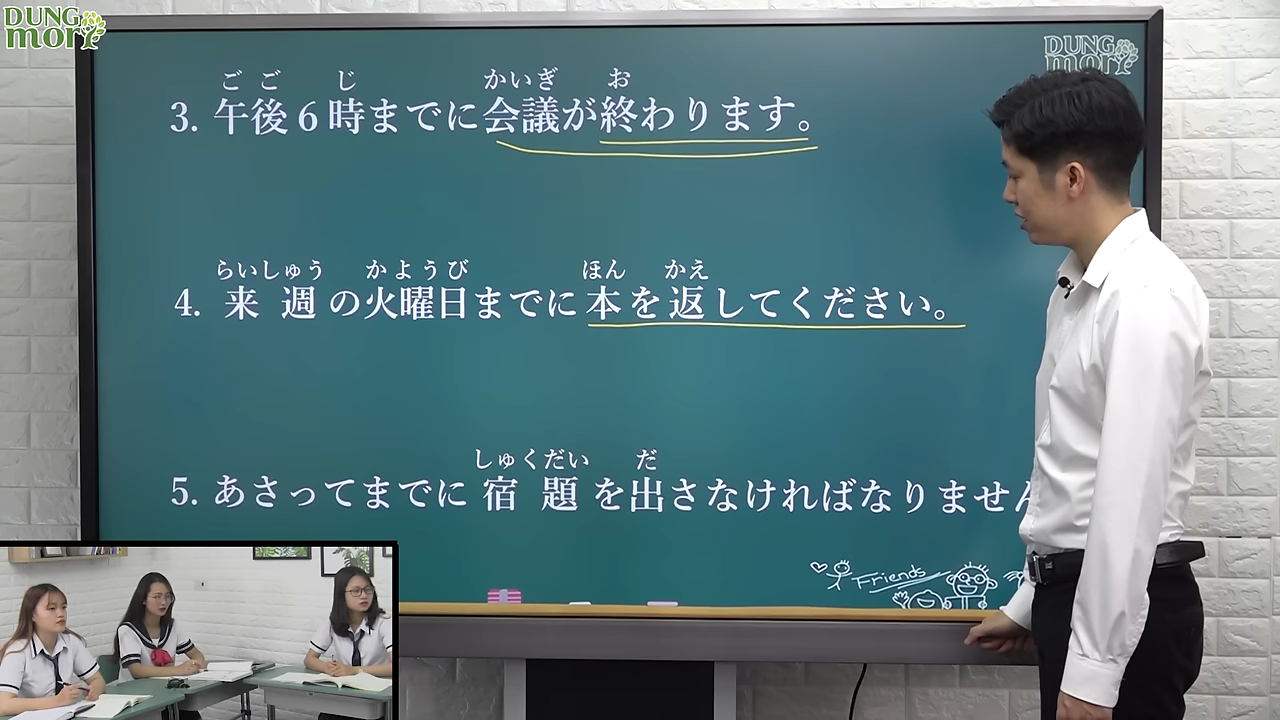 DUNG
mori
DUNG
mori
ご ご じ かいぎ お
3. 午後6時までに会議が終わります。
らいしゅう かようび ほん かえ
4. 来週の火曜日までに本を返してください。
しゅくだい だ
5. あさってまでに宿題を出さなければなりません
Friends